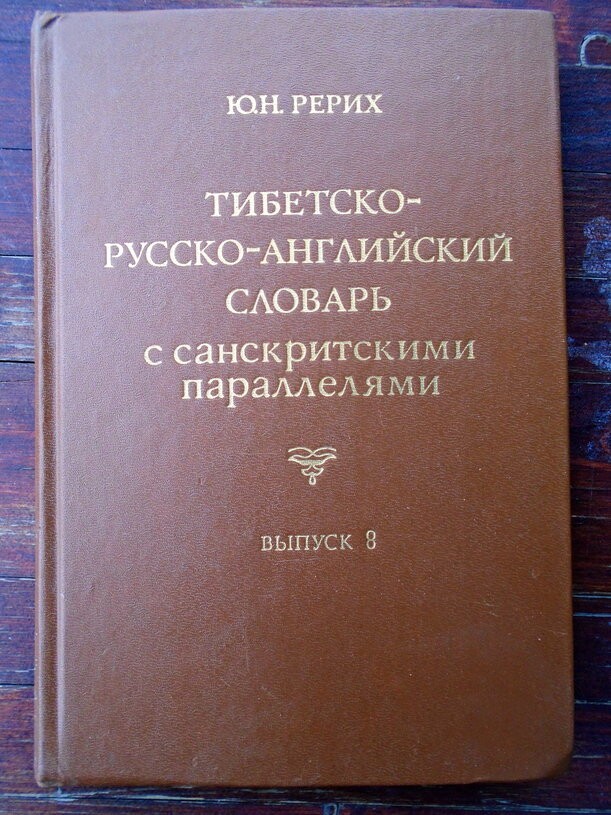 Ю.Н. РЕРИХ
ТИБЕТСКО-
РУССКО-АНГЛИЙСКИЙ
СЛОВАРЬ
с санскритскими
параллелями
ВЫПУСК 8